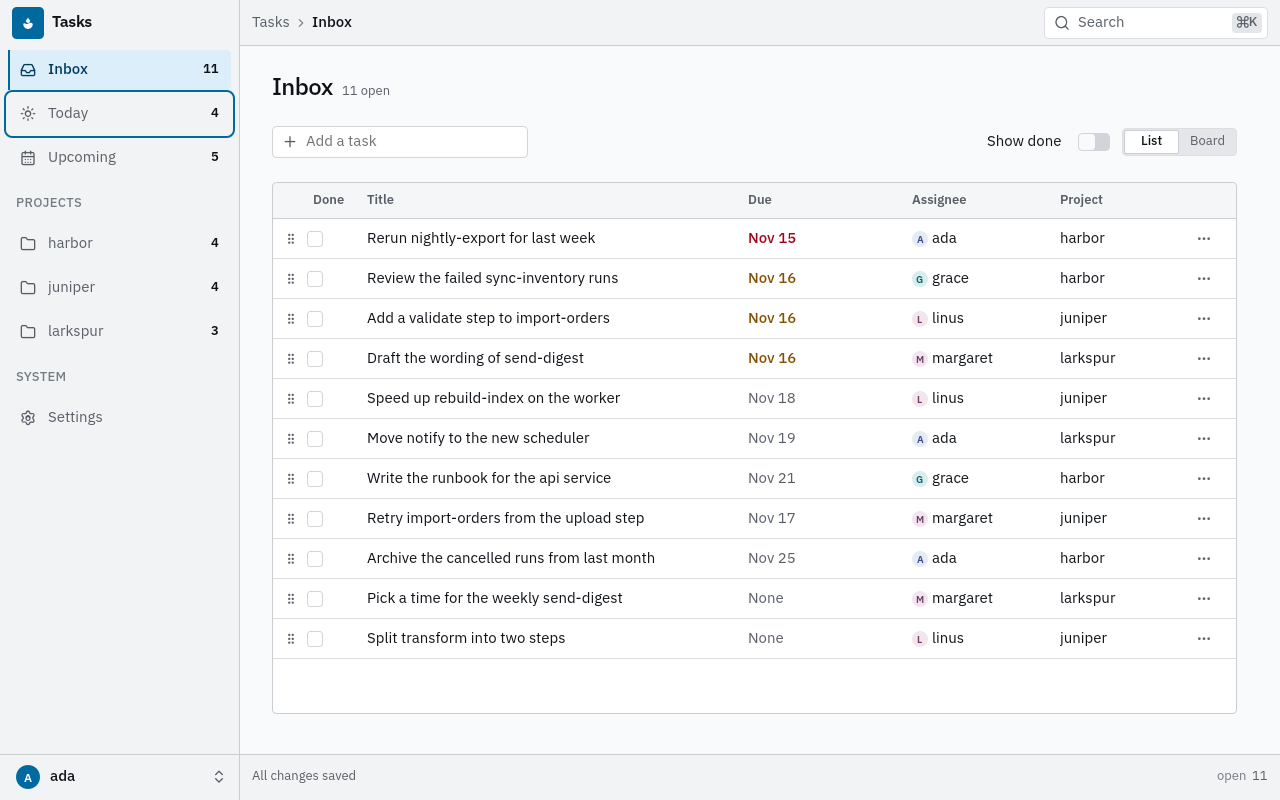 Tasks
Inbox 11
Today 4
Upcoming 5
PROJECTS
harbor 4
juniper 4
larkspur 3
SYSTEM
Settings
A ada
Tasks > Inbox
Search ⌘K
Inbox 11 open
Add a task
Show done List Board
Done Title Due Assignee Project
Rerun nightly-export for last week Nov 15 A ada harbor
Review the failed sync-inventory runs Nov 16 G grace harbor
Add a validate step to import-orders Nov 16 L linus juniper
Draft the wording of send-digest Nov 16 M margaret larkspur
Speed up rebuild-index on the worker Nov 18 L linus juniper
Move notify to the new scheduler Nov 19 A ada larkspur
Write the runbook for the api service Nov 21 G grace harbor
Retry import-orders from the upload step Nov 17 M margaret juniper
Archive the cancelled runs from last month Nov 25 A ada harbor
Pick a time for the weekly send-digest None M margaret larkspur
Split transform into two steps None L linus juniper
All changes saved open 11